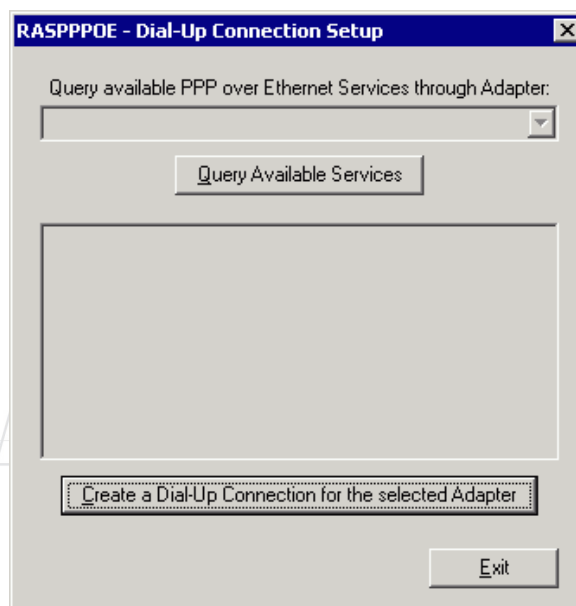 RASPPPOE - Dial-Up Connection Setup
Query available PPP over Ethernet Services through Adapter:
Query Available Services
Create a Dial-Up Connection for the selected Adapter
Exit